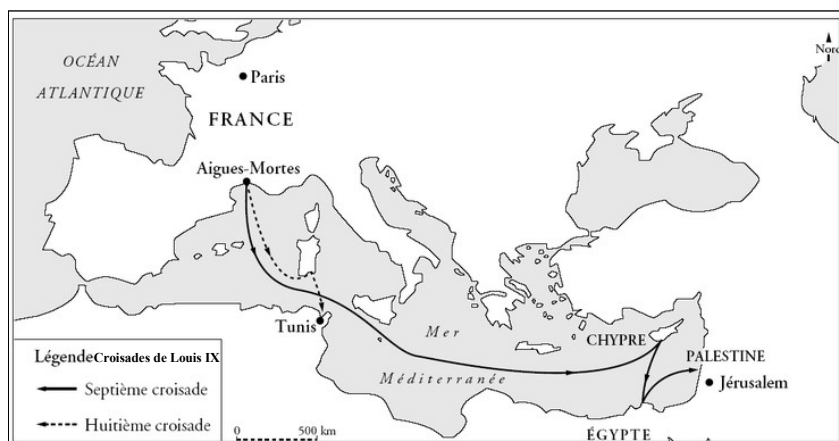 OCÉAN
ATLANTIQUE
Paris
Nord
FRANCE
Aigues-Mortes
Tunis
Mer
Méditerranée
CHYPRE
PALESTINE
Jérusalem
ÉGYPTE
Légende Croisades de Louis IX
Septième croisade
Huitième croisade
0 500 km